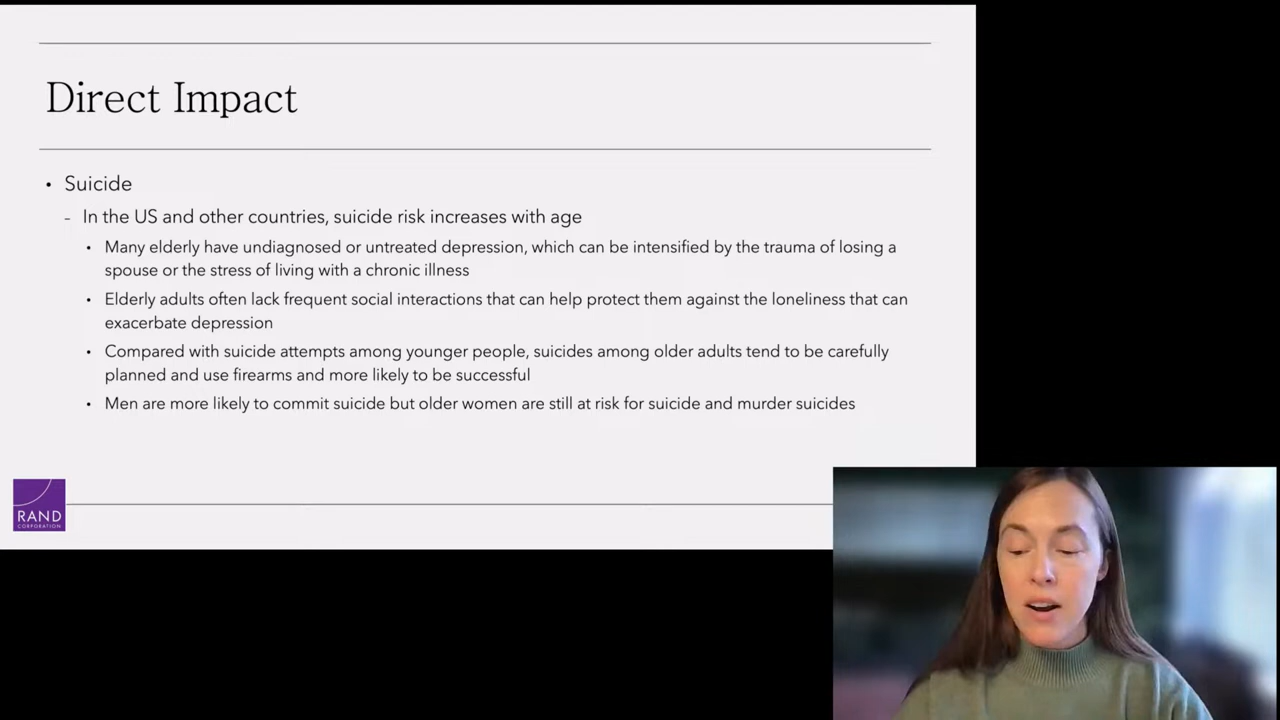 Direct Impact
• Suicide
– In the US and other countries, suicide risk increases with age
• Many elderly have undiagnosed or untreated depression, which can be intensified by the trauma of losing a
spouse or the stress of living with a chronic illness
• Elderly adults often lack frequent social interactions that can help protect them against the loneliness that can
exacerbate depression
• Compared with suicide attempts among younger people, suicides among older adults tend to be carefully
planned and use firearms and more likely to be successful
• Men are more likely to commit suicide but older women are still at risk for suicide and murder suicides
RAND
CORPORATION